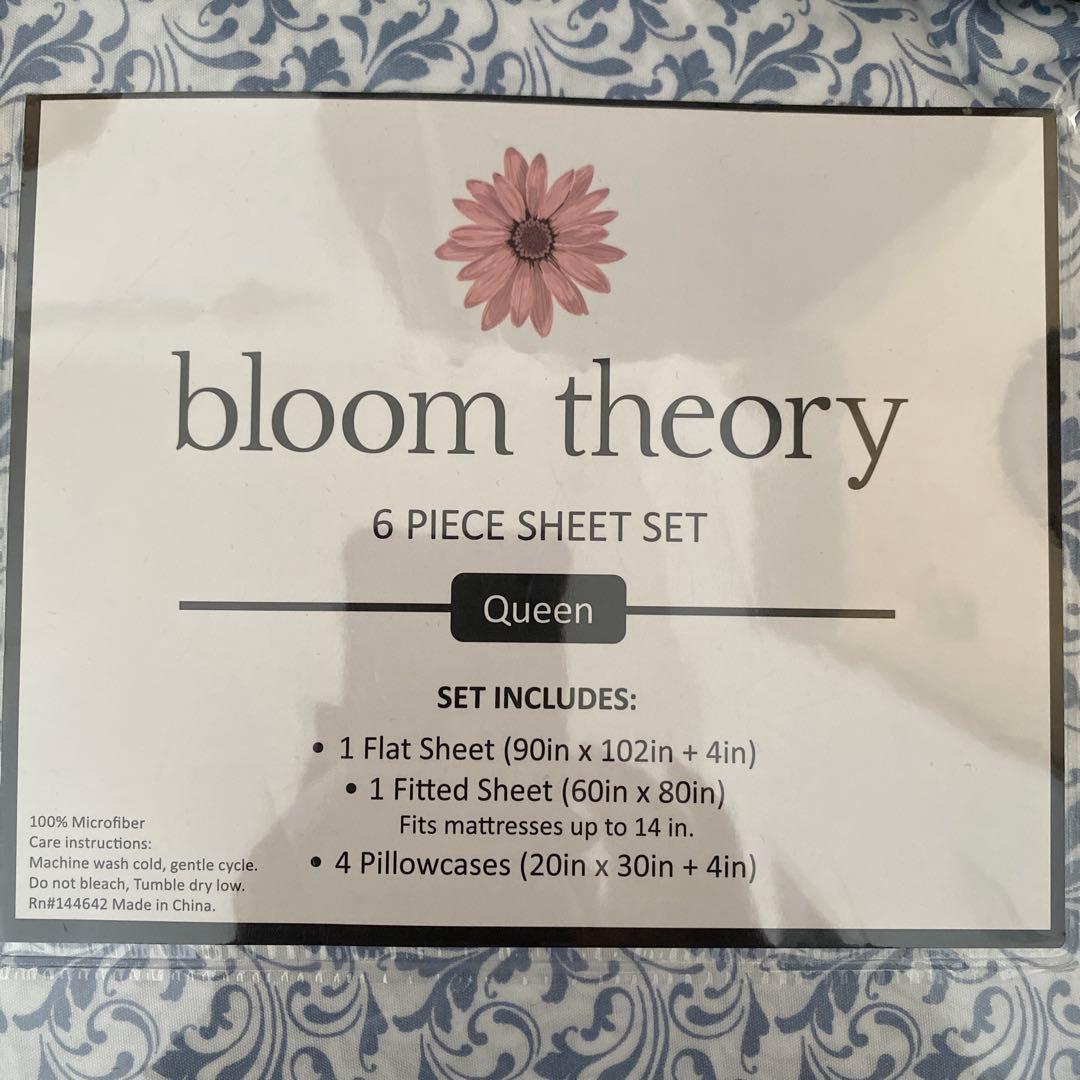 bloom theory
6 PIECE SHEET SET
Queen
SET INCLUDES:
• 1 Flat Sheet (90in x 102in + 4in)
• 1 Fitted Sheet (60in x 80in)
Fits mattresses up to 14 in.
• 4 Pillowcases (20in x 30in + 4in)
100% Microfiber
Care instructions:
Machine wash cold, gentle cycle.
Do not bleach, Tumble dry low.
Rn#144642 Made in China.